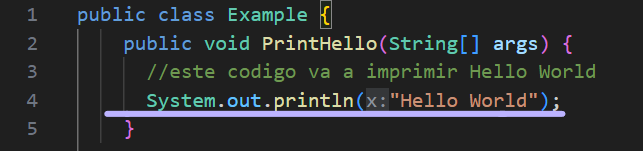 1 public class Example {
2 public void PrintHello(String[] args) {
3 //este codigo va a imprimir Hello World
4 System.out.println(x:"Hello World");
5 }